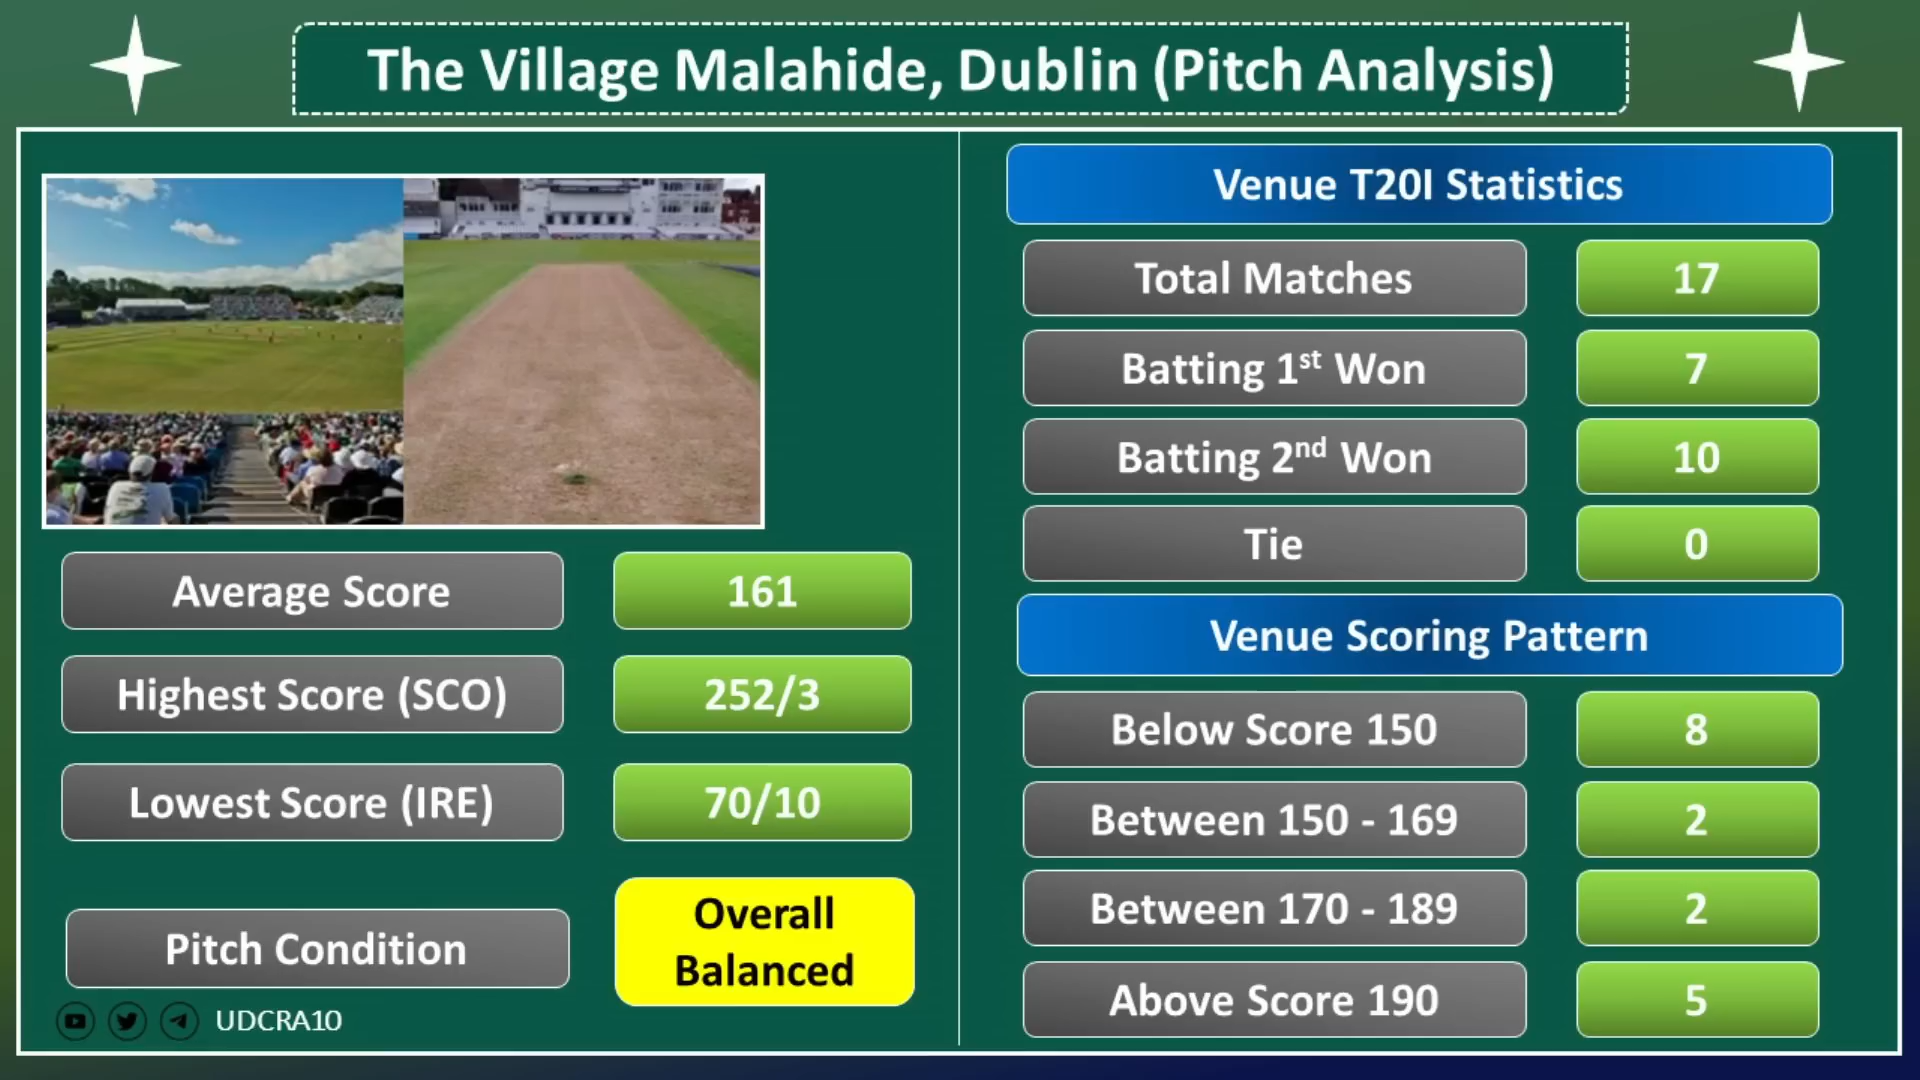 The Village Malahide, Dublin (Pitch Analysis)
Average Score
161
Highest Score (SCO)
252/3
Lowest Score (IRE)
70/10
Pitch Condition
Overall
Balanced
UDCRA10
Venue T20I Statistics
Total Matches
17
Batting 1st Won
7
Batting 2nd Won
10
Tie
0
Venue Scoring Pattern
Below Score 150
8
Between 150 - 169
2
Between 170 - 189
2
Above Score 190
5